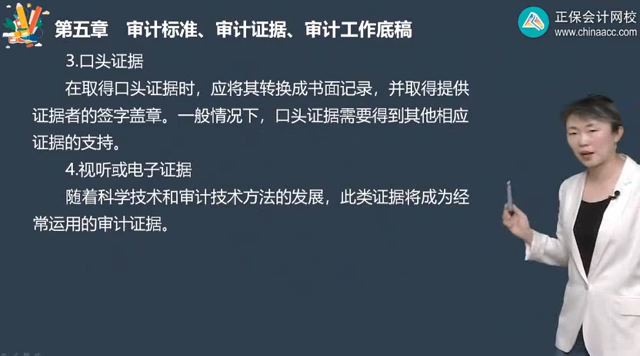 第五章 审计标准、审计证据、审计工作底稿
正保会计网校
www.chinaacc.com
3.口头证据
在取得口头证据时，应将其转换成书面记录，并取得提供
证据者的签字盖章。一般情况下，口头证据需要得到其他相应
证据的支持。
4.视听或电子证据
随着科学技术和审计技术方法的发展，此类证据将成为经
常运用的审计证据。